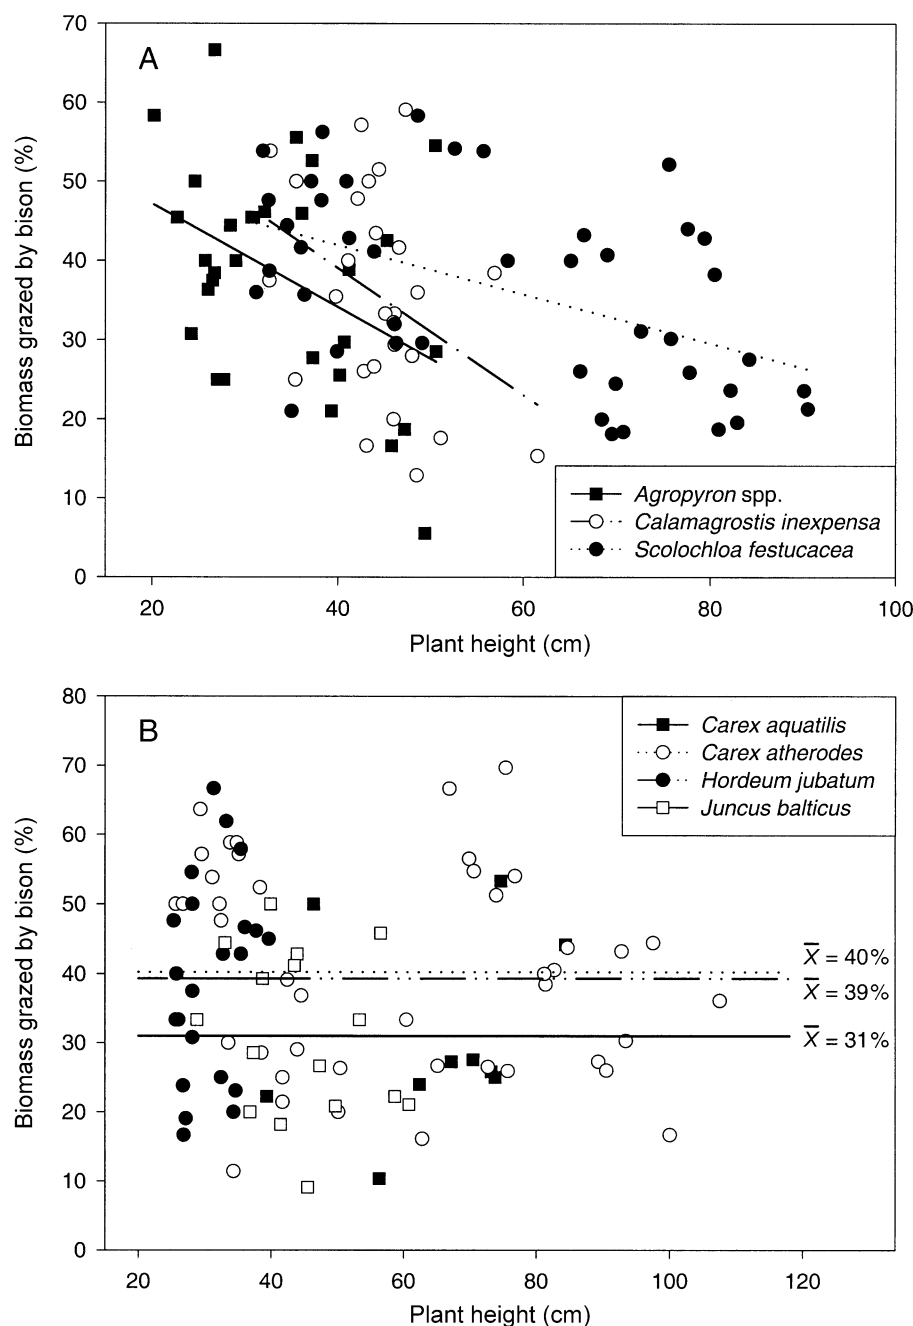 A
70
60
50
40
30
20
10
0
Biomass grazed by bison (%)
Agropyron spp.
Calamagrostis inexpensa
Scolochloa festucacea
20 40 60 80 100
Plant height (cm)
B
80
70
60
50
40
30
20
10
0
Biomass grazed by bison (%)
Carex aquatilis
Carex atherodes
Hordeum jubatum
Juncus balticus
X̅ = 40%
X̅ = 39%
X̅ = 31%
20 40 60 80 100 120
Plant height (cm)